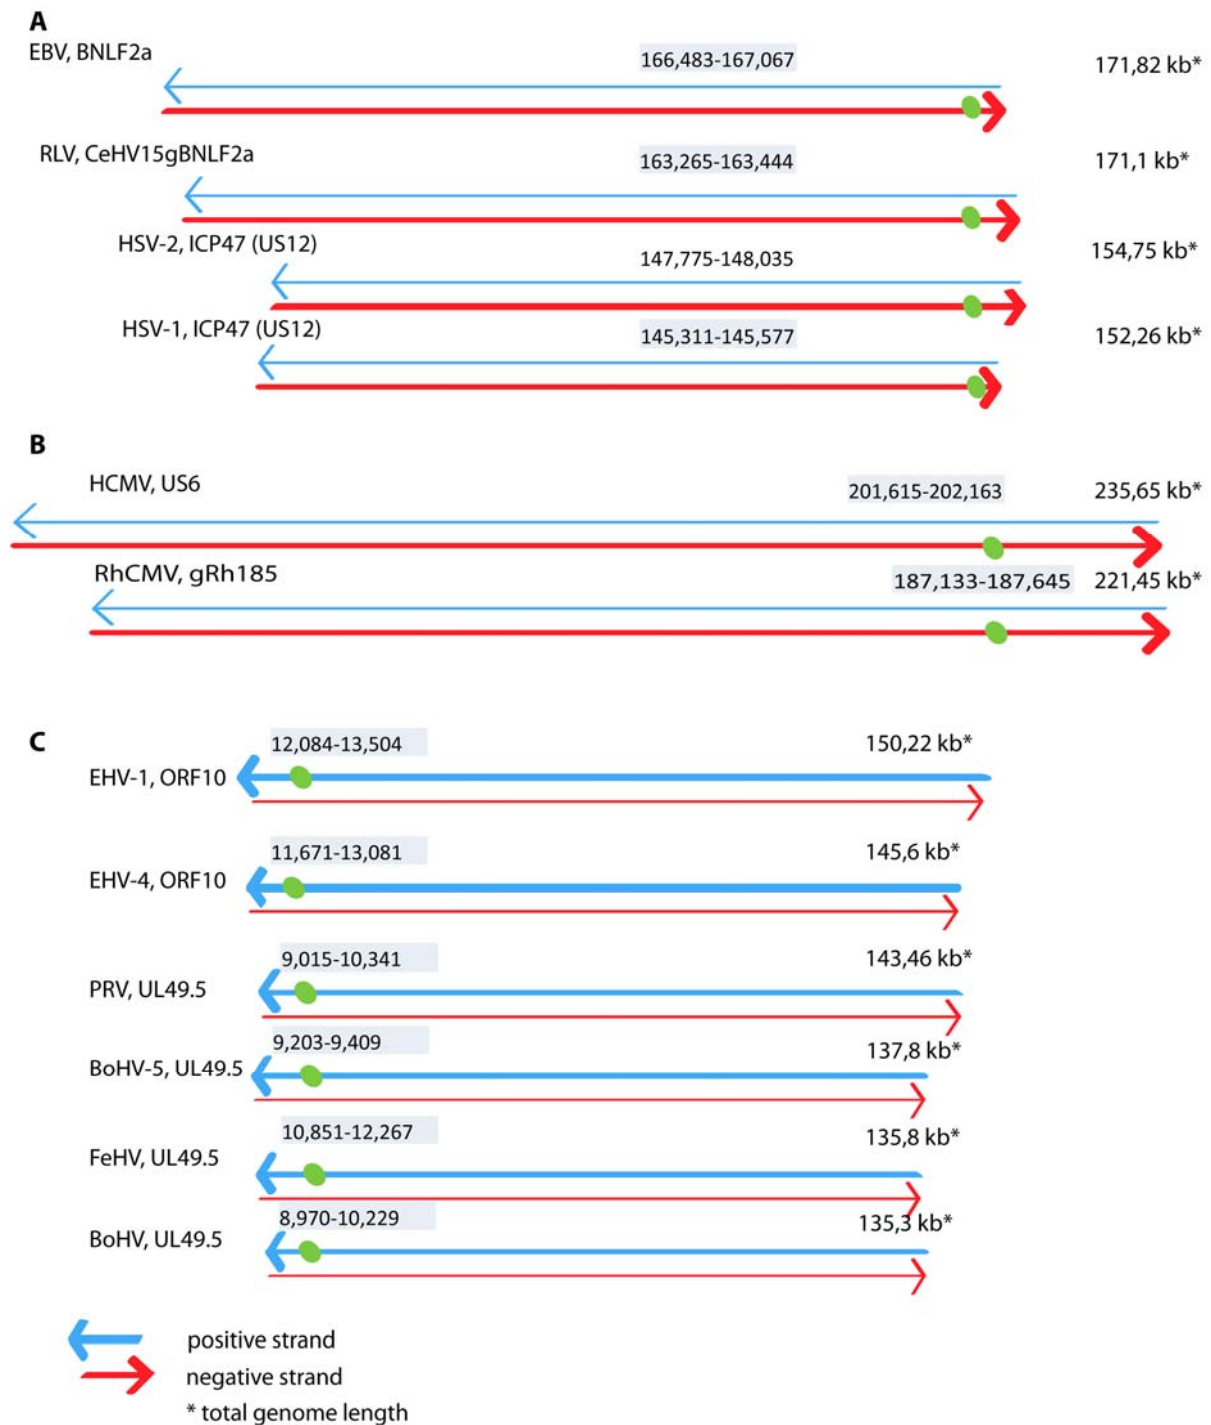 A
EBV, BNLF2a
166,483-167,067
171,82 kb*
RLV, CeHV15gBNLF2a
163,265-163,444
171,1 kb*
HSV-2, ICP47 (US12)
147,775-148,035
154,75 kb*
HSV-1, ICP47 (US12)
145,311-145,577
152,26 kb*
B
HCMV, US6
201,615-202,163
235,65 kb*
RhCMV, gRh185
187,133-187,645
221,45 kb*
C
12,084-13,504
150,22 kb*
EHV-1, ORF10
11,671-13,081
145,6 kb*
EHV-4, ORF10
9,015-10,341
143,46 kb*
PRV, UL49.5
9,203-9,409
137,8 kb*
BoHV-5, UL49.5
10,851-12,267
135,8 kb*
FeHV, UL49.5
8,970-10,229
135,3 kb*
BoHV, UL49.5
positive strand
negative strand
* total genome length